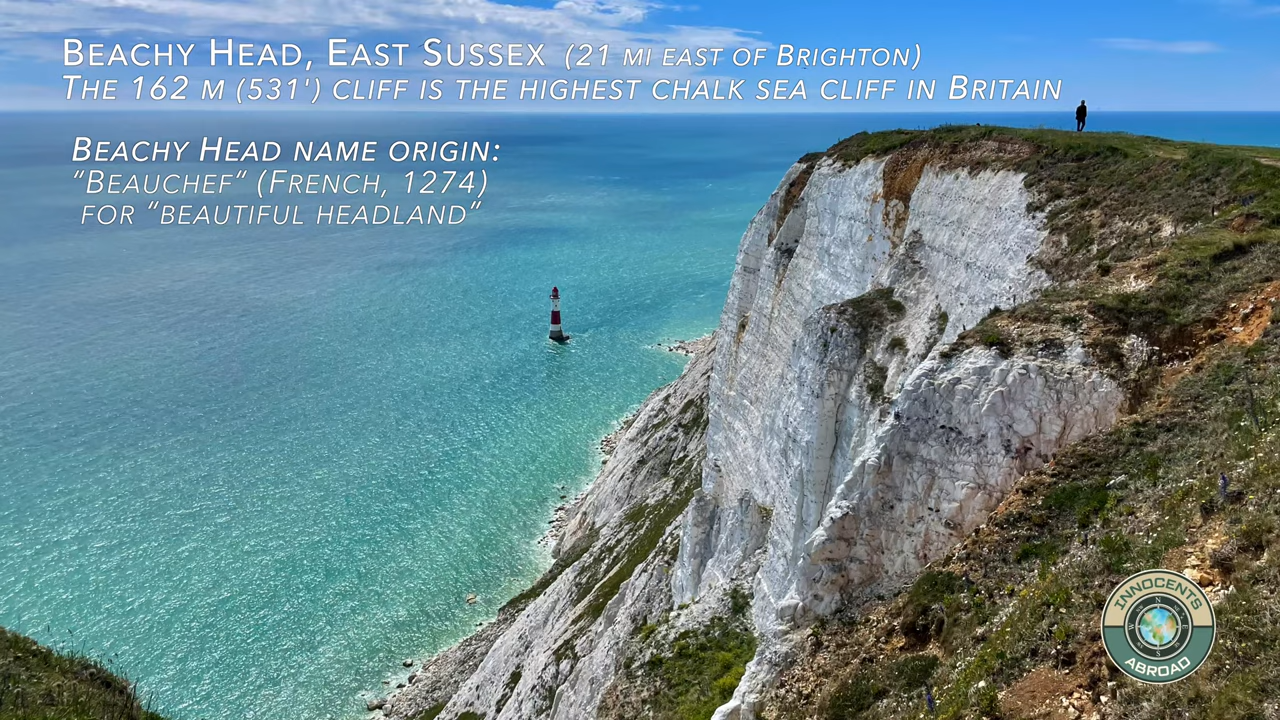 Beachy Head, East Sussex (21 mi east of Brighton)
The 162 m (531') cliff is the highest chalk sea cliff in Britain
Beachy Head name origin:
“Beauchef“ (French, 1274)
for “beautiful headland”
INNOCENTS
N
W E
S
ABROAD